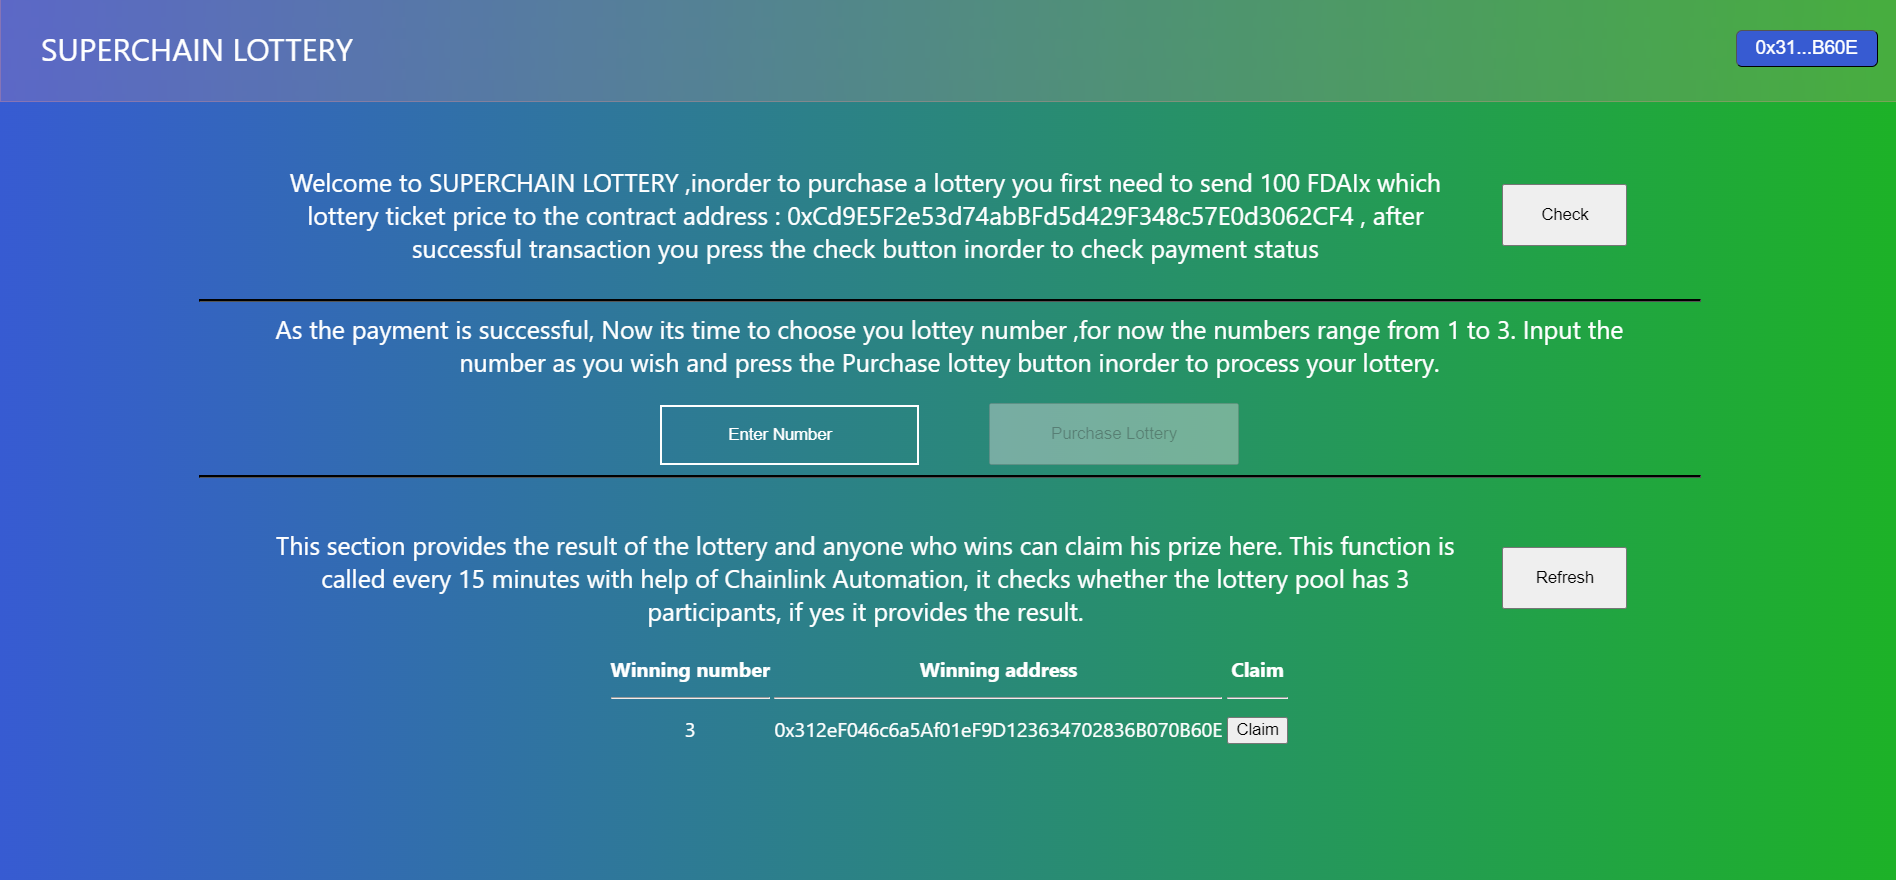 SUPERCHAIN LOTTERY
0x31...B60E
Welcome to SUPERCHAIN LOTTERY ,inorder to purchase a lottery you first need to send 100 FDAIx which
lottery ticket price to the contract address : 0xCd9E5F2e53d74abBFd5d429F348c57E0d3062CF4 , after
successful transaction you press the check button inorder to check payment status
Check
As the payment is successful, Now its time to choose you lottey number ,for now the numbers range from 1 to 3. Input the
number as you wish and press the Purchase lottey button inorder to process your lottery.
Enter Number
Purchase Lottery
This section provides the result of the lottery and anyone who wins can claim his prize here. This function is
called every 15 minutes with help of Chainlink Automation, it checks whether the lottery pool has 3
participants, if yes it provides the result.
Refresh
Winning number Winning address Claim
3 0x312eF046c6a5Af01eF9D123634702836B070B60E Claim